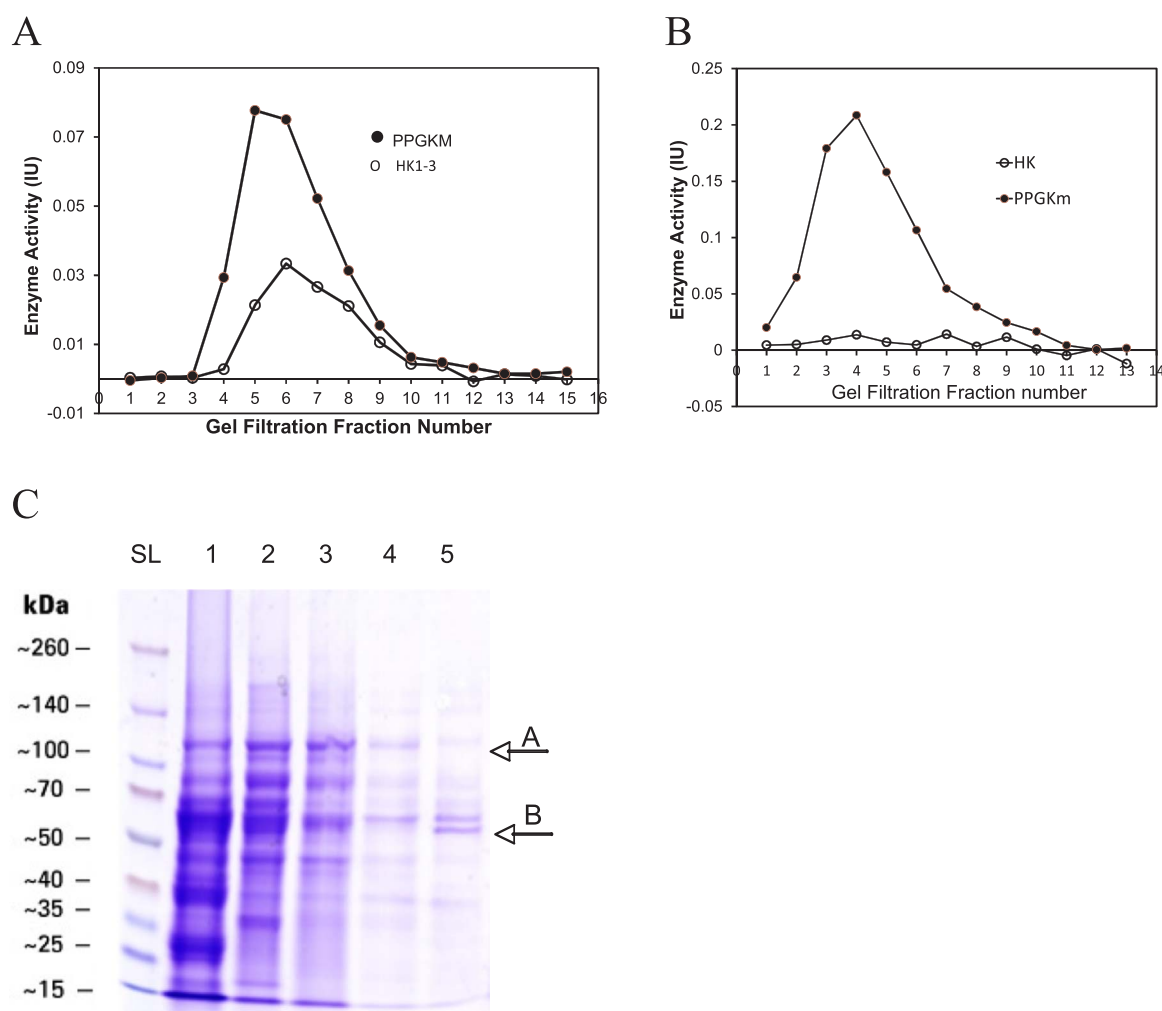 A
0.09
0.07
0.05
0.03
0.01
-0.01
Enzyme Activity (IU)
PPGKM
HK1-3
0 1 2 3 4 5 6 7 8 9 10 11 12 13 14 15 16
Gel Filtration Fraction Number
B
0.25
0.2
0.15
0.1
0.05
0
-0.05
Enzyme Activity (IU)
HK
PPGKm
0 1 2 3 4 5 6 7 8 9 10 11 12 13 14
Gel Filtration Fraction number
C
SL 1 2 3 4 5
kDa
~260
~140
~100
~70
~50
~40
~35
~25
~15
A
B